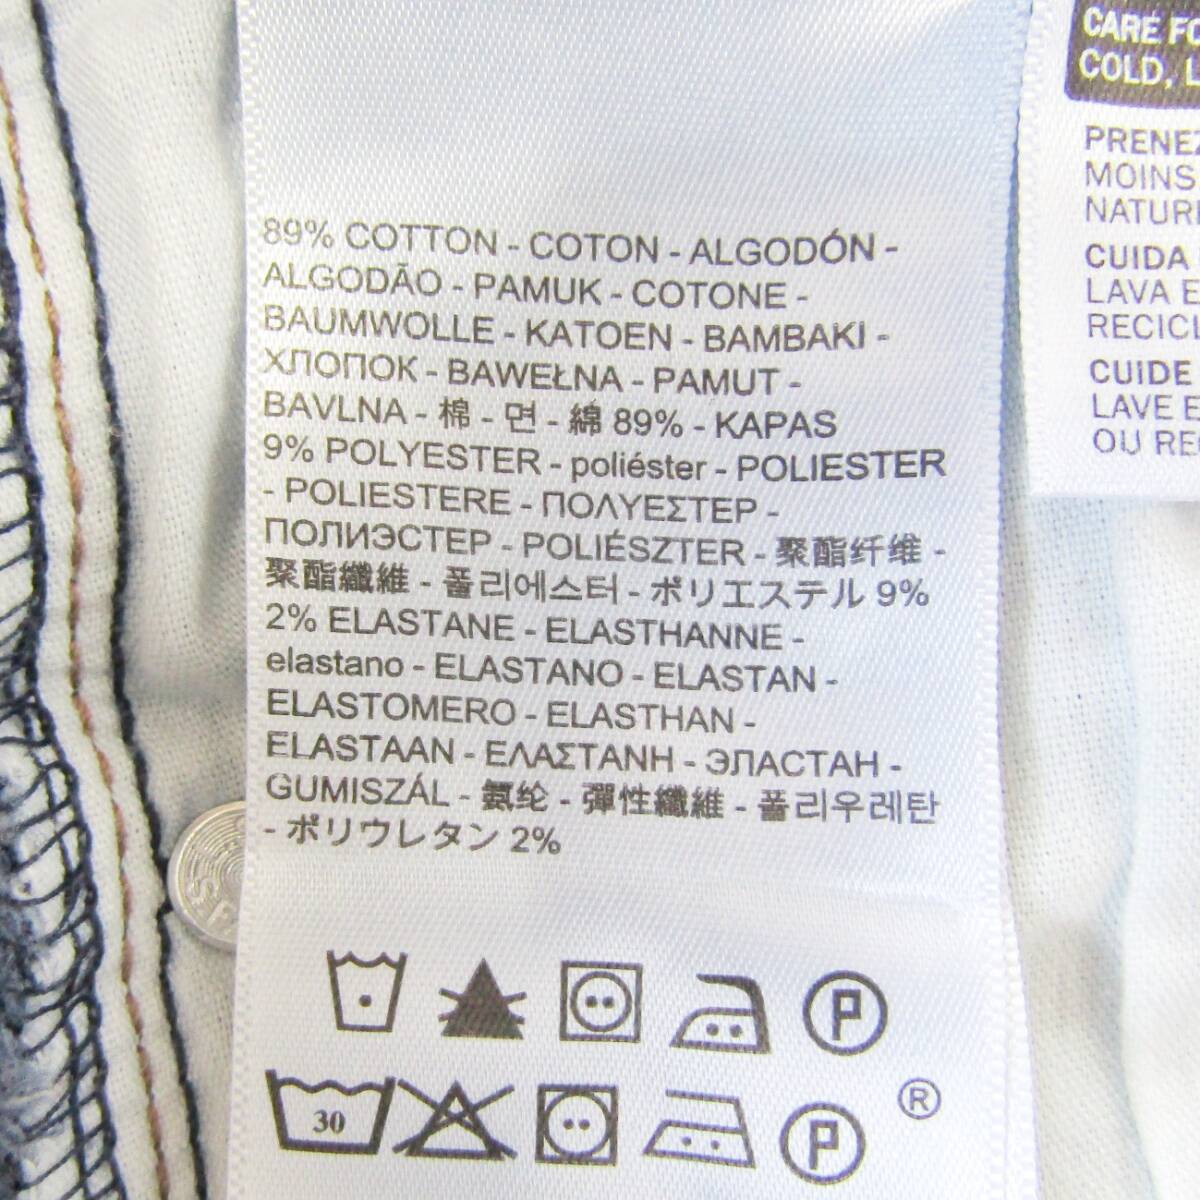 89% COTTON - COTON - ALGODÓN -
ALGODÃO - PAMUK - COTONE -
BAUMWOLLE - KATOEN - BAMBAKI -
ХЛОПОК - BAWEŁNA - PAMUT -
BAVLNA - 棉 - 면 - 綿 89% - KAPAS
9% POLYESTER - poliéster - POLIESTER
- POLIESTERE - ΠΟΛΥΕΣΤΕΡ -
ПОЛИЭСТЕР - POLIÉSZTER - 聚酯纤维 -
聚酯纖維 - 폴리에스터 - ポリエステル 9%
2% ELASTANE - ELASTHANNE -
elastano - ELASTANO - ELASTAN -
ELASTOMERO - ELASTHAN -
ELASTAAN - ΕΛΑΣΤΑΝΗ - ЭЛАСТАН -
GUMISZÁL - 氨纶 - 彈性纖維 - 폴리우레탄
- ポリウレタン 2%
P
30
P
®
CARE FO
COLD, L
PRENEZ
MOINS
NATUR
CUIDA
LAVA E
RECICL
CUIDE
LAVE E
OU RE